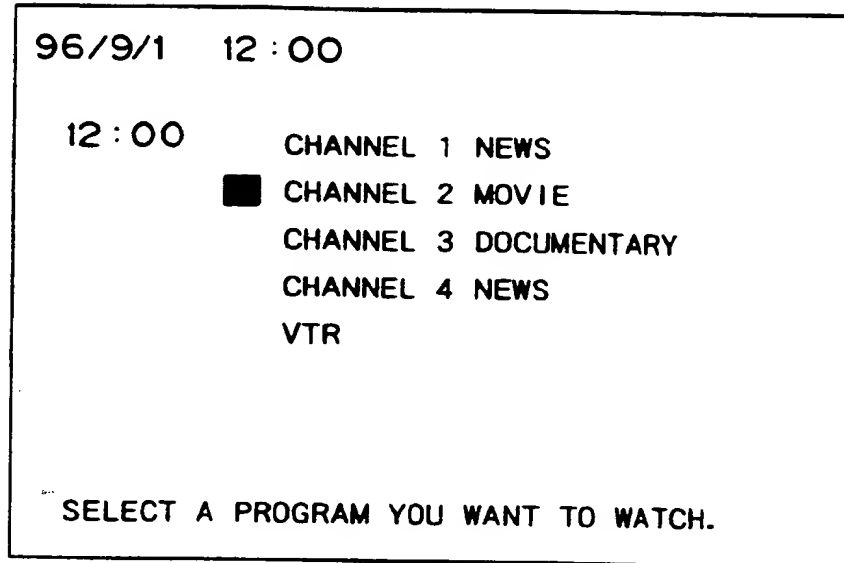 96/9/1 12:00
12:00 CHANNEL 1 NEWS
CHANNEL 2 MOVIE
CHANNEL 3 DOCUMENTARY
CHANNEL 4 NEWS
VTR
SELECT A PROGRAM YOU WANT TO WATCH.